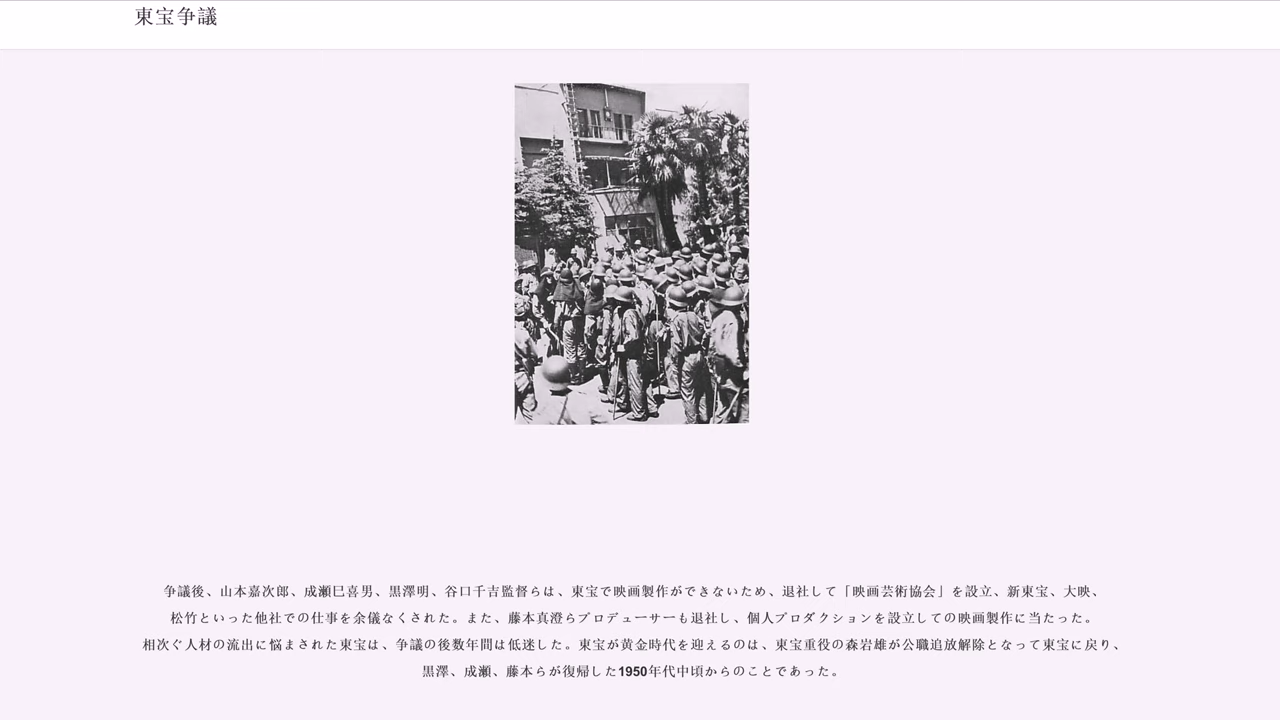 東宝争議
争議後、山本嘉次郎、成瀬巳喜男、黒澤明、谷口千吉監督らは、東宝で映画製作ができないため、退社して「映画芸術協会」を設立、新東宝、大映、
松竹といった他社での仕事を余儀なくされた。また、藤本真澄らプロデューサーも退社し、個人プロダクションを設立しての映画製作に当たった。
相次ぐ人材の流出に悩まされた東宝は、争議の後数年間は低迷した。東宝が黄金時代を迎えるのは、東宝重役の森岩雄が公職追放解除となって東宝に戻り、
黒澤、成瀬、藤本らが復帰した1950年代中頃からのことであった。